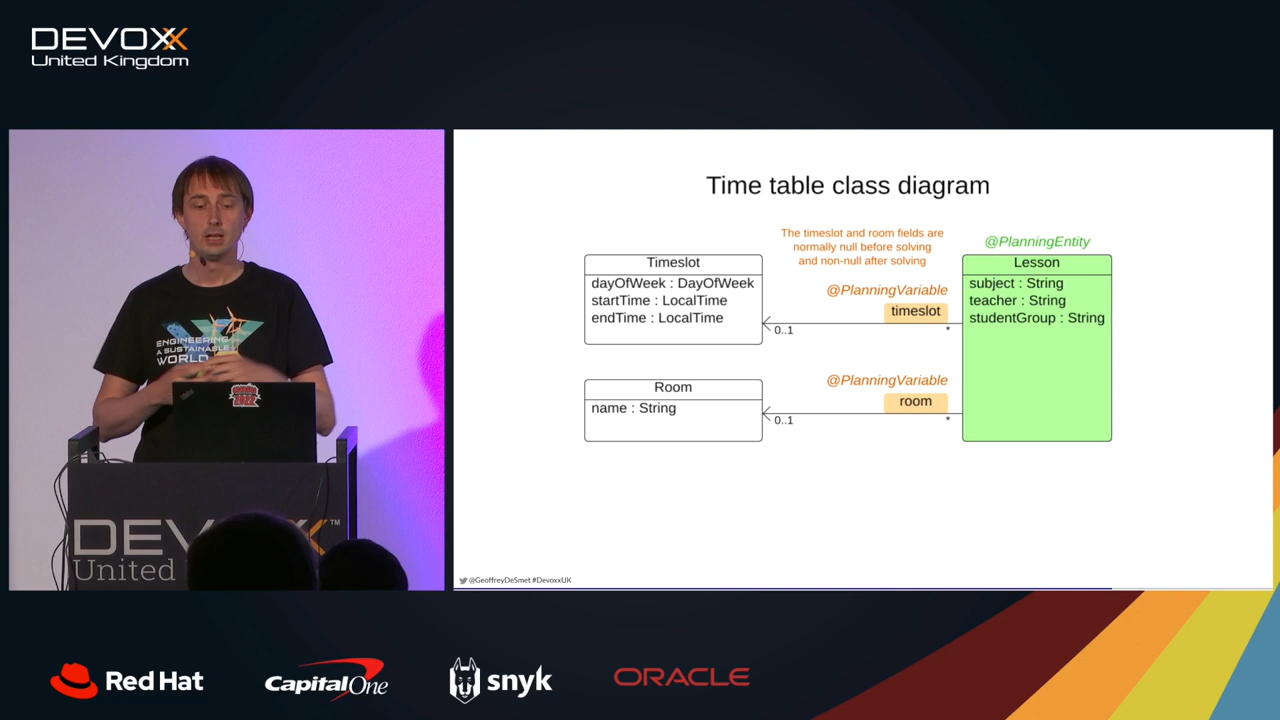 DEVOXX
United Kingdom
ENGINEERING
A SUSTAINABLE
WORLD
2022
DEVO X™
United
Time table class diagram
The timeslot and room fields are
normally null before solving
and non-null after solving
@PlanningEntity
Timeslot
dayOfWeek : DayOfWeek
startTime : LocalTime
endTime : LocalTime
@PlanningVariable
timeslot
0..1
*
Lesson
subject : String
teacher : String
studentGroup : String
Room
name : String
@PlanningVariable
room
0..1
*
@GeoffreyDeSmet #DevoxxUK
Red Hat
CapitalOne
snyk
ORACLE